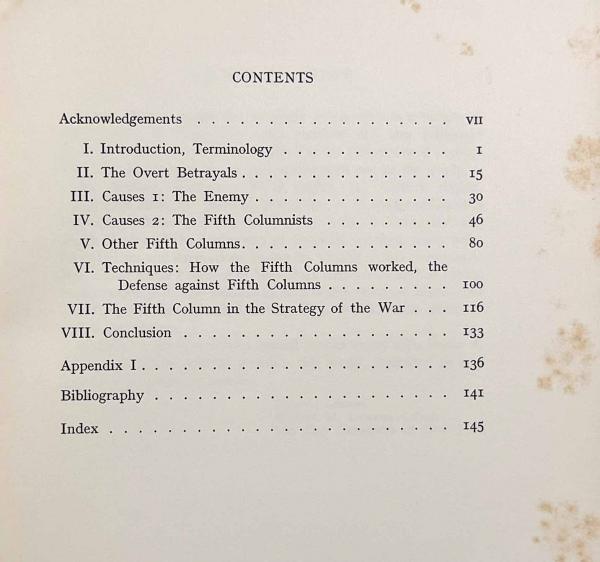 CONTENTS
Acknowledgements . . . . . . . . . . . . . . . . . . VII
I. Introduction, Terminology . . . . . . . . . . . . 1
II. The Overt Betrayals . . . . . . . . . . . . . . . 15
III. Causes 1: The Enemy . . . . . . . . . . . . . . 30
IV. Causes 2: The Fifth Columnists . . . . . . . . . 46
V. Other Fifth Columns. . . . . . . . . . . . . . . 80
VI. Techniques: How the Fifth Columns worked, the
Defense against Fifth Columns . . . . . . . . . 100
VII. The Fifth Column in the Strategy of the War . . . 116
VIII. Conclusion . . . . . . . . . . . . . . . . . . . 133
Appendix I . . . . . . . . . . . . . . . . . . . . . . 136
Bibliography . . . . . . . . . . . . . . . . . . . . . 141
Index . . . . . . . . . . . . . . . . . . . . . . . . 145